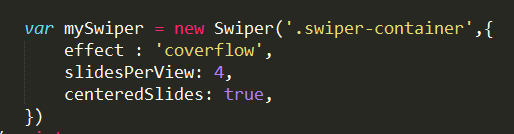 var mySwiper = new Swiper('.swiper-container',{
    effect : 'coverflow',
    slidesPerView: 4,
    centeredSlides: true,
})